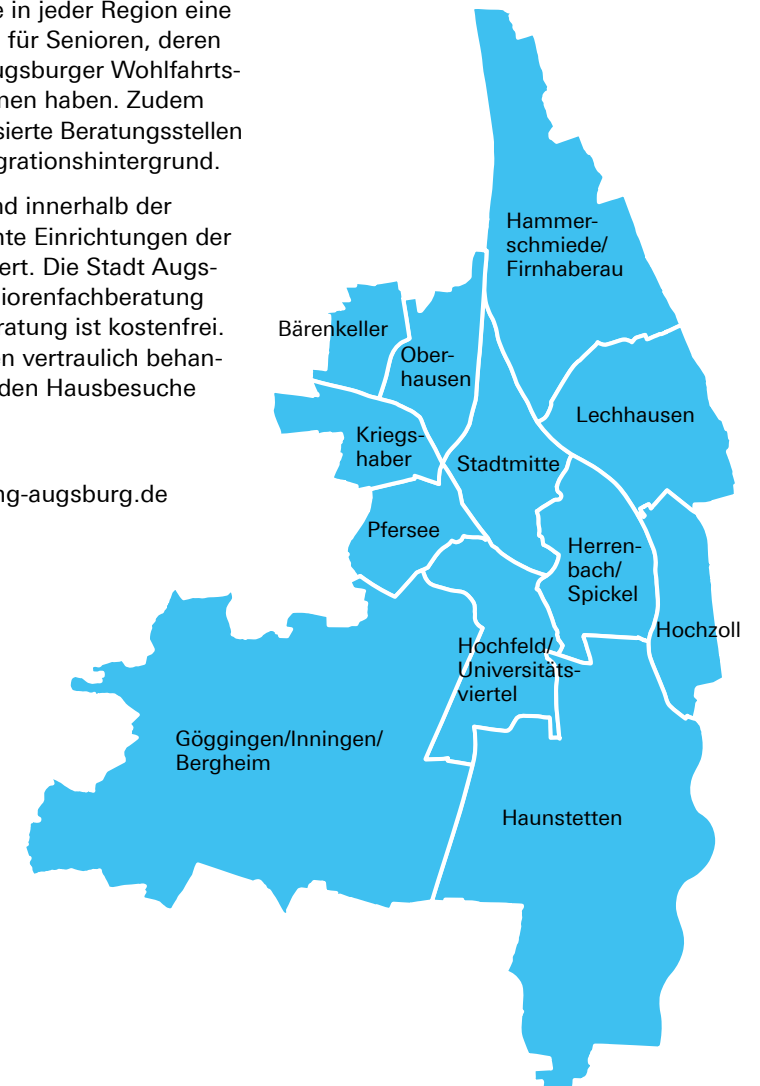 e in jeder Region eine
für Senioren, deren
ugsburger Wohlfahrts-
nen haben. Zudem
sierte Beratungsstellen
grationshintergrund.
nd innerhalb der
nte Einrichtungen der
ert. Die Stadt Augs-
niorenfachberatung
ratung ist kostenfrei.
en vertraulich behan-
den Hausbesuche
ng-augsburg.de
Hammer-
schmiede/
Firnhaberau
Bärenkeller
Ober-
hausen
Lechhausen
Kriegs-
haber
Stadtmitte
Pfersee
Herren-
bach/
Spickel
Hochzoll
Hochfeld/
Universitäts-
viertel
Göggingen/Inningen/
Bergheim
Haunstetten